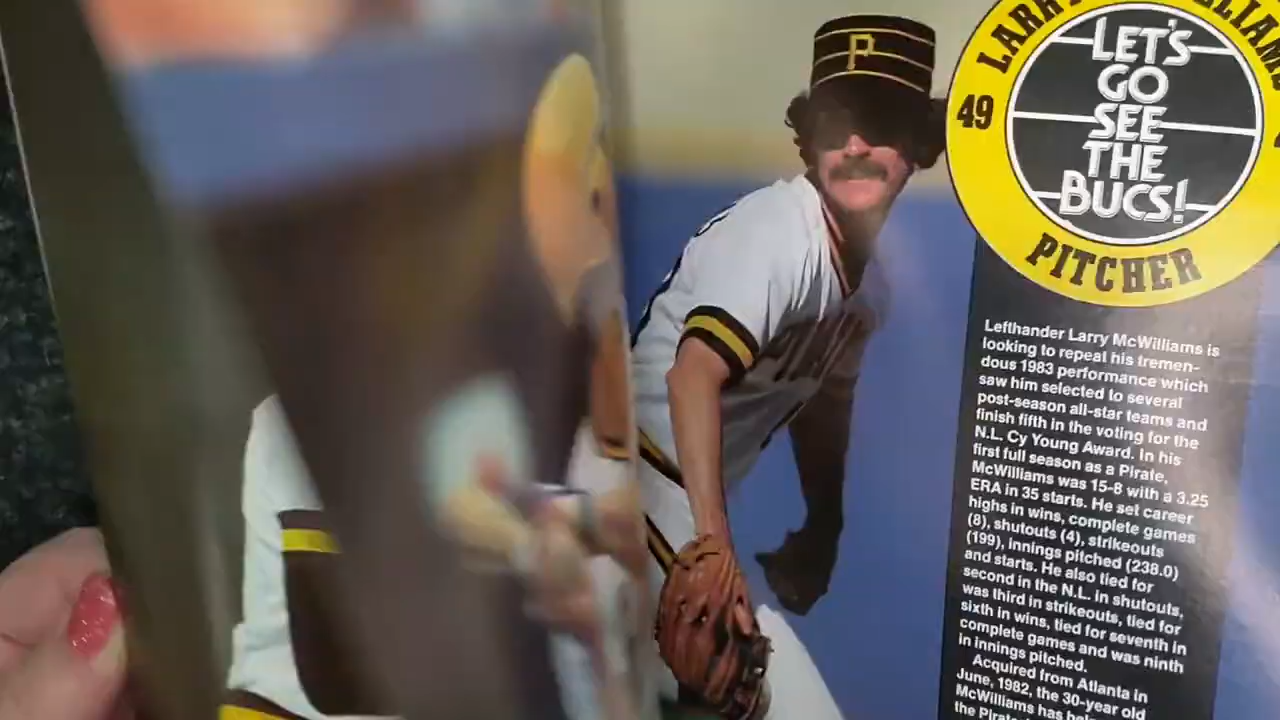 P
LARRY
49
LET'S
GO
SEE
THE
BUCS!
PITCHER
Lefthander Larry McWilliams is
looking to repeat his tremen-
dous 1983 performance which
saw him selected to several
post-season all-star teams and
finish fifth in the voting for the
N.L. Cy Young Award. In his
first full season as a Pirate,
McWilliams was 15-8 with a 3.25
ERA in 35 starts. He set career
highs in wins, complete games
(8), shutouts (4), strikeouts
(199), innings pitched (238.0)
and starts. He also tied for
second in the N.L. in shutouts,
was third in strikeouts, tied for
sixth in wins, tied for seventh in
complete games and was ninth
in innings pitched.
Acquired from Atlanta in
June, 1982, the 30-year old
McWilliams has
the